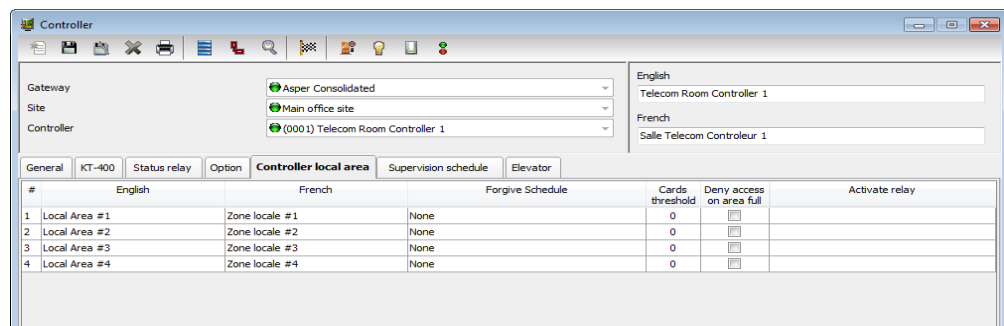 Controller
Gateway
Asper Consolidated
Site
Main office site
Controller
(0001) Telecom Room Controller 1
English
Telecom Room Controller 1
French
Salle Telecom Controleur 1
General KT-400 Status relay Option Controller local area Supervision schedule Elevator
# English French Forgive Schedule Cards threshold Deny access on area full Activate relay
1 Local Area #1 Zone locale #1 None 0
2 Local Area #2 Zone locale #2 None 0
3 Local Area #3 Zone locale #3 None 0
4 Local Area #4 Zone locale #4 None 0